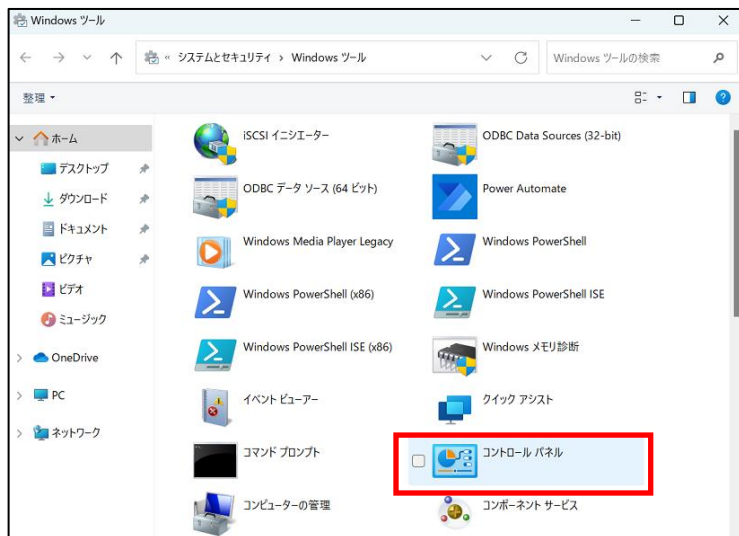 Windows ツール
« システムとセキュリティ › Windows ツール
Windows ツールの検索
整理
ホーム
デスクトップ
ダウンロード
ドキュメント
ピクチャ
ビデオ
ミュージック
OneDrive
PC
ネットワーク
iSCSI イニシエーター
ODBC Data Sources (32-bit)
ODBC データ ソース (64 ビット)
Power Automate
Windows Media Player Legacy
Windows PowerShell
Windows PowerShell (x86)
Windows PowerShell ISE
Windows PowerShell ISE (x86)
Windows メモリ診断
イベント ビューアー
クイック アシスト
コマンド プロンプト
コントロール パネル
コンピューターの管理
コンポーネント サービス